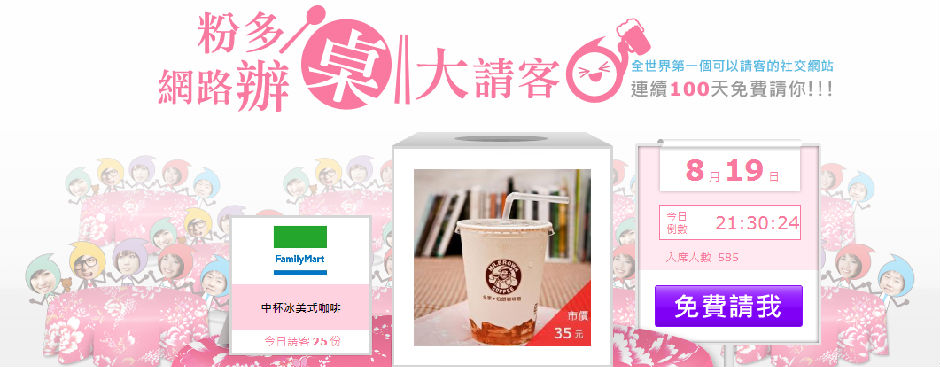 粉多
網路辦桌大請客
全世界第一個可以請客的社交網站
連續100天免費請你!!!
8月19日
今日
倒數
21:30:24
入席人數 585
免費請我
FamilyMart
中杯冰美式咖啡
今日請客 25 份
MR.BROWN
COFFEE
市價
35元